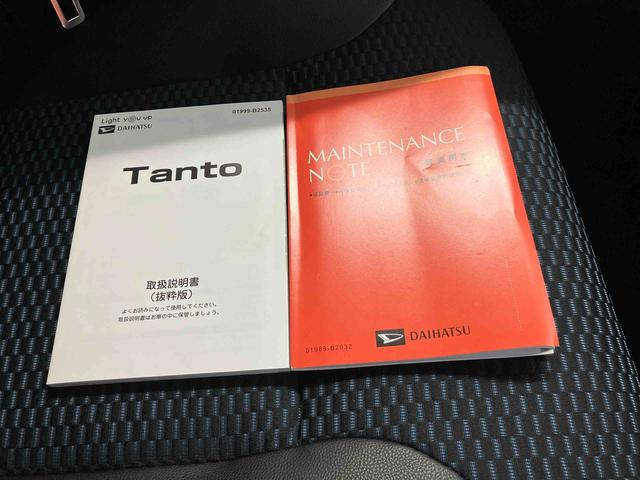 Light you up
DAIHATSU
01999-B2535
Tanto
取扱説明書
(抜粋版)
よくお読みになって使用してください。
取扱説明書はお車の中に保管しましょう。
MAINTENANCE
NOTE
DAIHATSU
01989-B2032